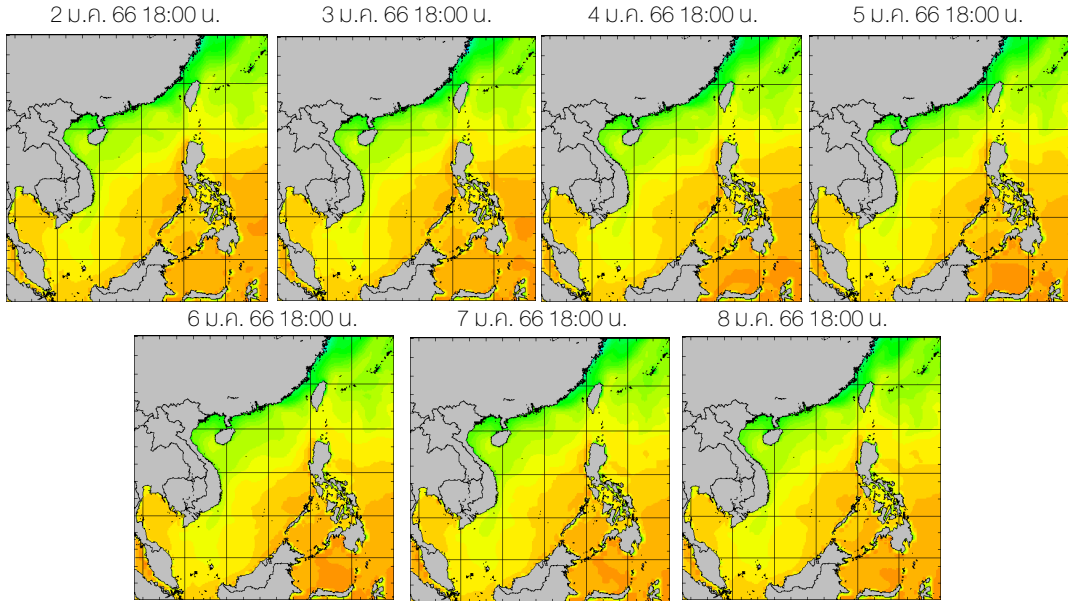 2 ม.ค. 66 18:00 น.
3 ม.ค. 66 18:00 น.
4 ม.ค. 66 18:00 น.
5 ม.ค. 66 18:00 น.
6 ม.ค. 66 18:00 น.
7 ม.ค. 66 18:00 น.
8 ม.ค. 66 18:00 น.